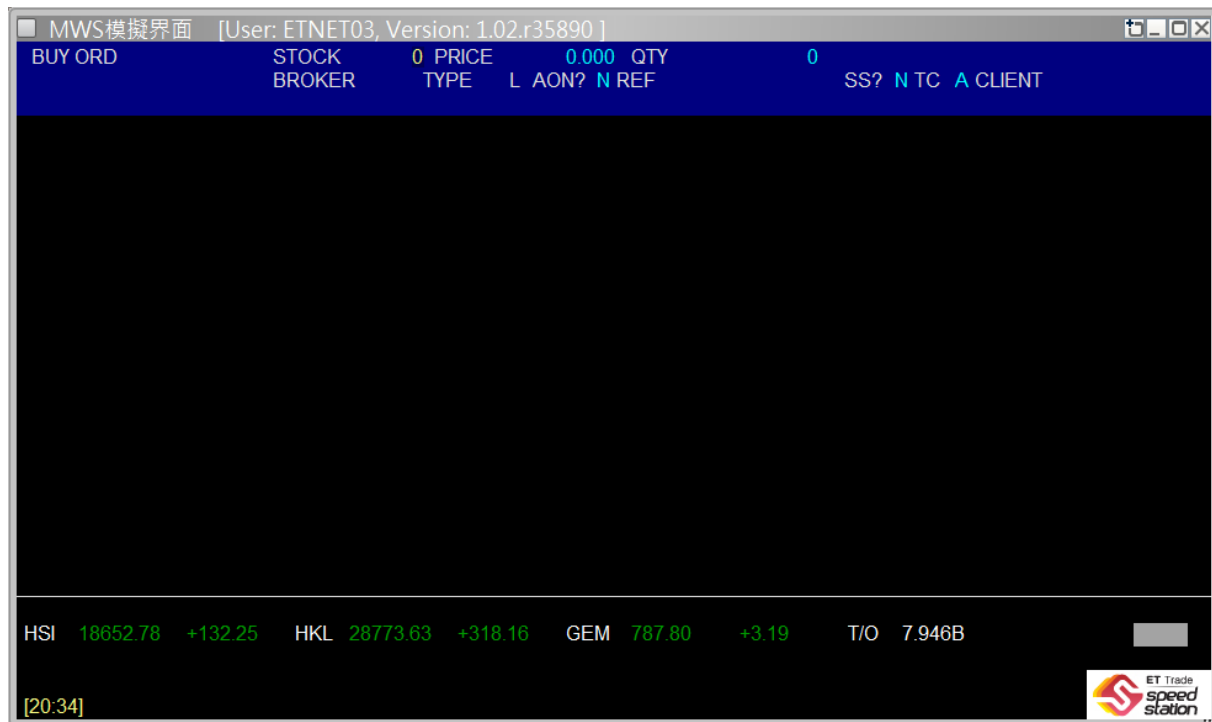 MWS模擬界面 [User: ETNET03, Version: 1.02.r35890 ]
BUY ORD STOCK 0 PRICE 0.000 QTY 0
BROKER TYPE L AON? N REF SS? N TC A CLIENT
HSI 18652.78 +132.25 HKL 28773.63 +318.16 GEM 787.80 +3.19 T/O 7.946B
[20:34]
ET Trade
speed
station